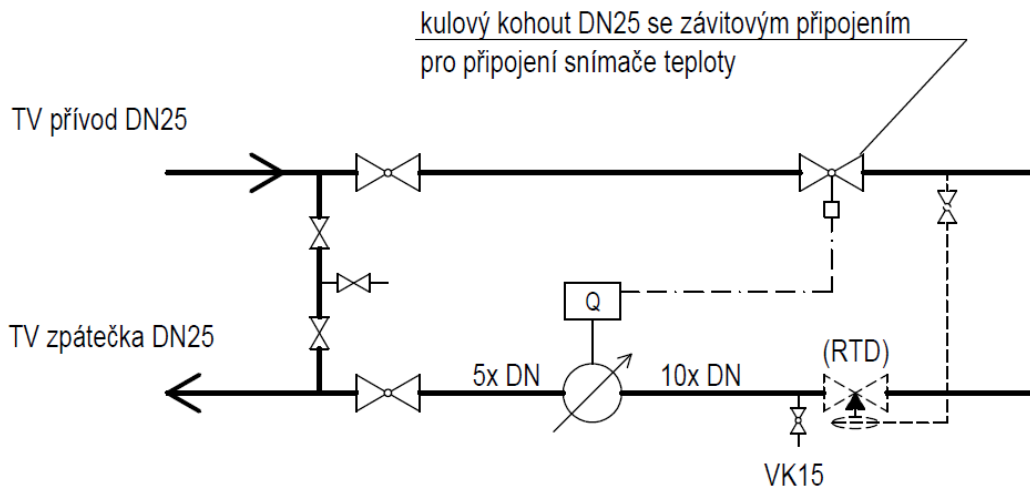 kulový kohout DN25 se závitovým připojením
pro připojení snímače teploty
TV přívod DN25
Q
TV zpátečka DN25
5x DN
10x DN
(RTD)
VK15